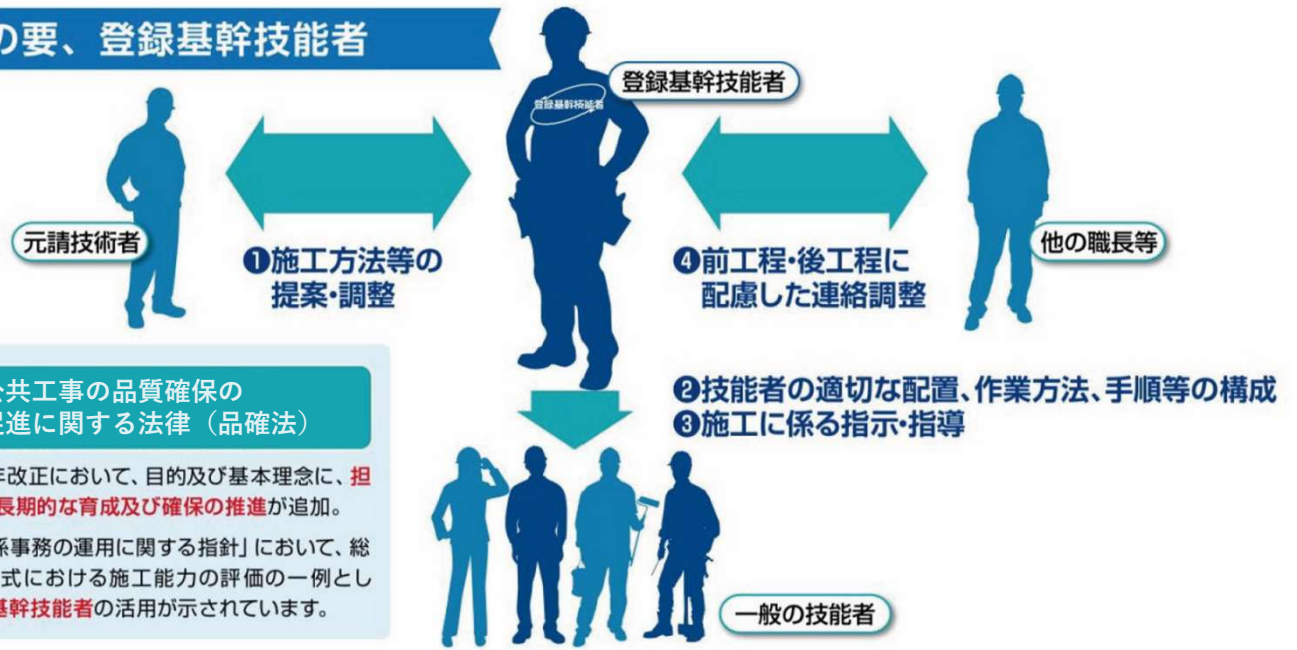 の要、登録基幹技能者
登録基幹技能者
登録基幹技能者
元請技術者
他の職長等
❶施工方法等の
提案・調整
❹前工程・後工程に
配慮した連絡調整
❷技能者の適切な配置、作業方法、手順等の構成
❸施工に係る指示・指導
公共工事の品質確保の
促進に関する法律（品確法）
年改正において、目的及び基本理念に、担
長期的な育成及び確保の推進が追加。
係事務の運用に関する指針」において、総
式における施工能力の評価の一例とし
基幹技能者の活用が示されています。
一般の技能者